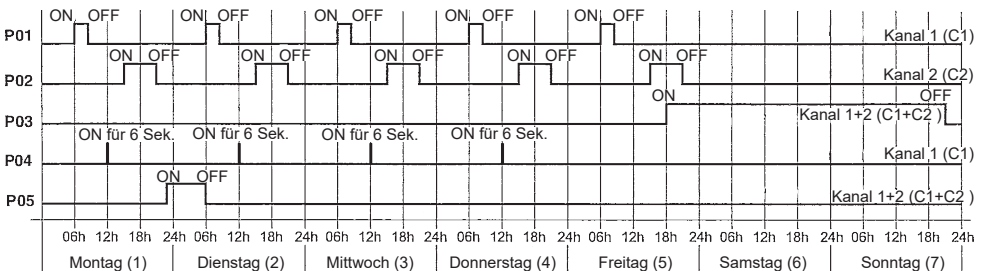 ON OFF ON OFF ON OFF ON OFF ON OFF
P01 Kanal 1 (C1)
ON OFF ON OFF ON OFF ON OFF ON OFF
P02 Kanal 2 (C2)
ON OFF
P03 Kanal 1+2 (C1+C2 )
ON für 6 Sek. ON für 6 Sek. ON für 6 Sek. ON für 6 Sek.
P04 Kanal 1 (C1)
ON OFF
P05 Kanal 1+2 (C1+C2 )
06h 12h 18h 24h 06h 12h 18h 24h 06h 12h 18h 24h 06h 12h 18h 24h 06h 12h 18h 24h 06h 12h 18h 24h 06h 12h 18h 24h
Montag (1) Dienstag (2) Mittwoch (3) Donnerstag (4) Freitag (5) Samstag (6) Sonntag (7)